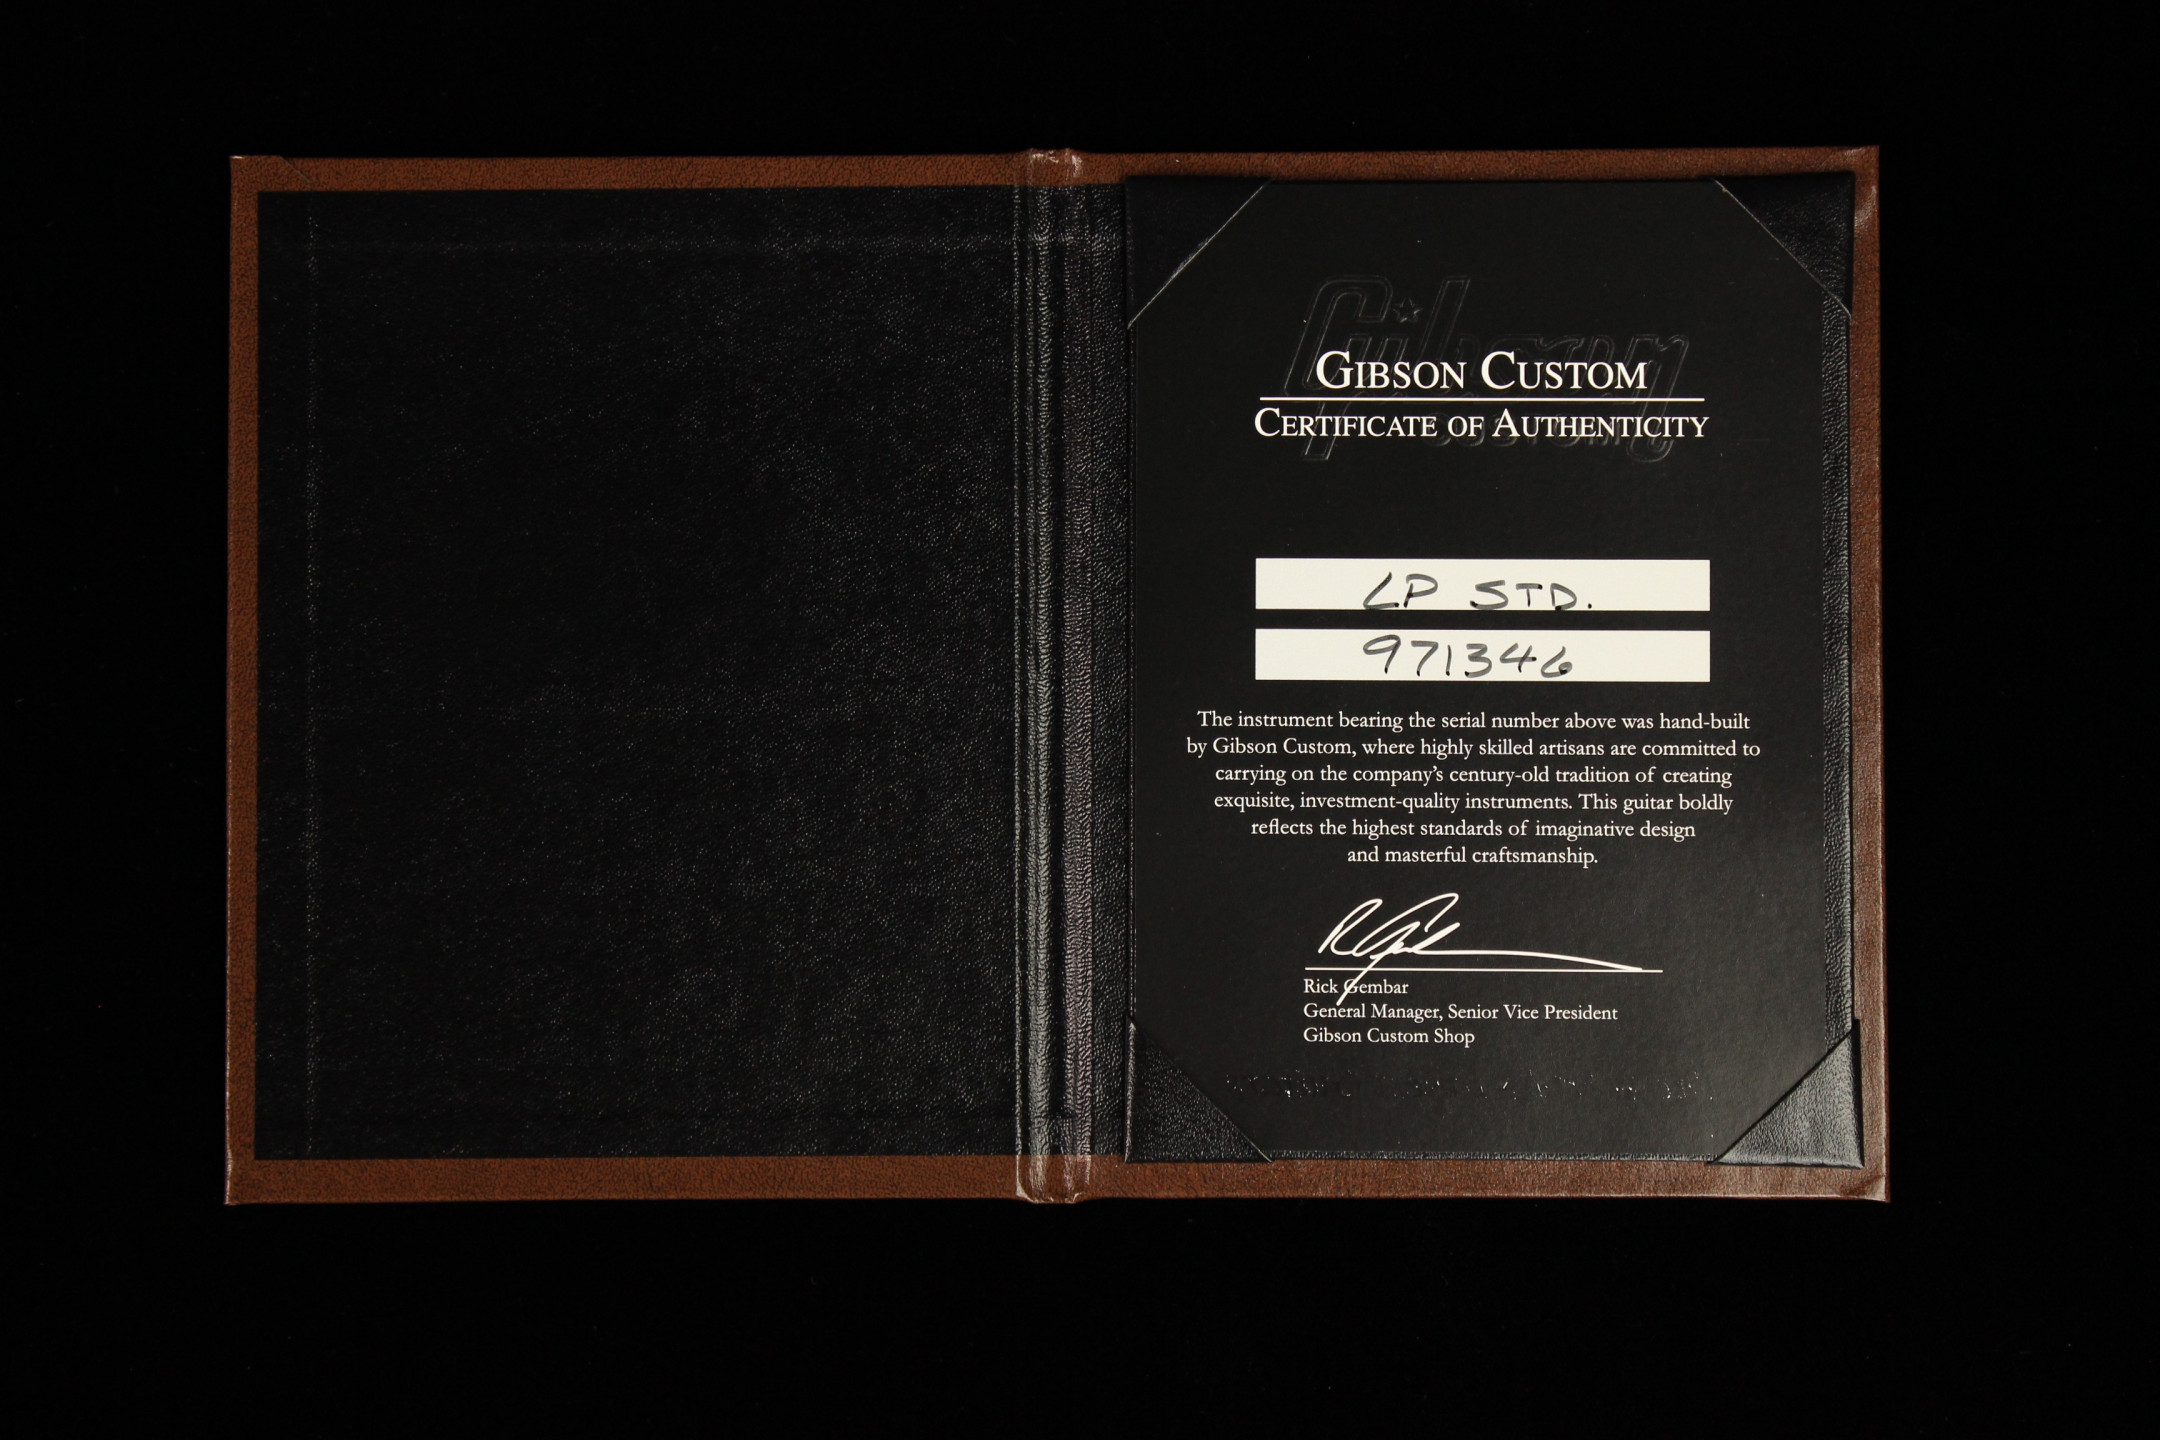 GIBSON CUSTOM
CERTIFICATE OF AUTHENTICITY
LP STD.
971346
The instrument bearing the serial number above was hand-built
by Gibson Custom, where highly skilled artisans are committed to
carrying on the company's century-old tradition of creating
exquisite, investment-quality instruments. This guitar boldly
reflects the highest standards of imaginative design
and masterful craftsmanship.
Rick Gembar
General Manager, Senior Vice President
Gibson Custom Shop